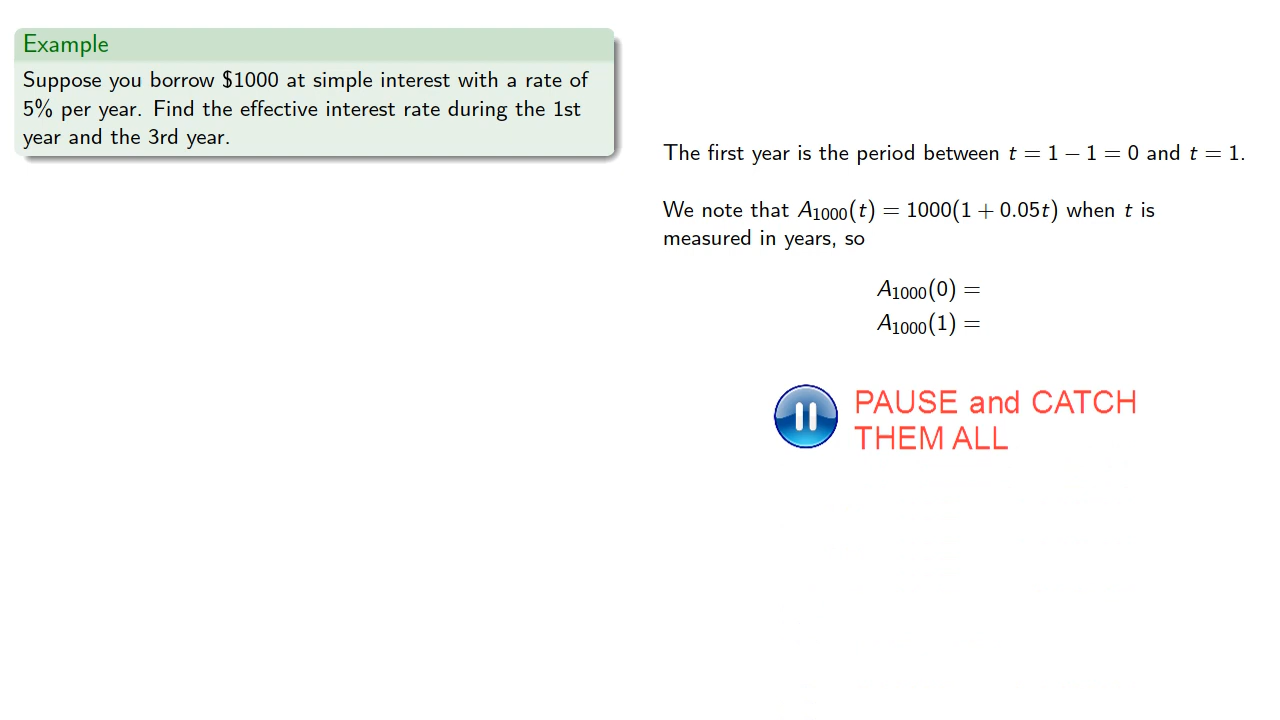 Example
Suppose you borrow $1000 at simple interest with a rate of
5% per year. Find the effective interest rate during the 1st
year and the 3rd year.
The first year is the period between t = 1 − 1 = 0 and t = 1.
We note that A₁₀₀₀(t) = 1000(1 + 0.05t) when t is
measured in years, so
A₁₀₀₀(0) =
A₁₀₀₀(1) =
PAUSE and CATCH
THEM ALL